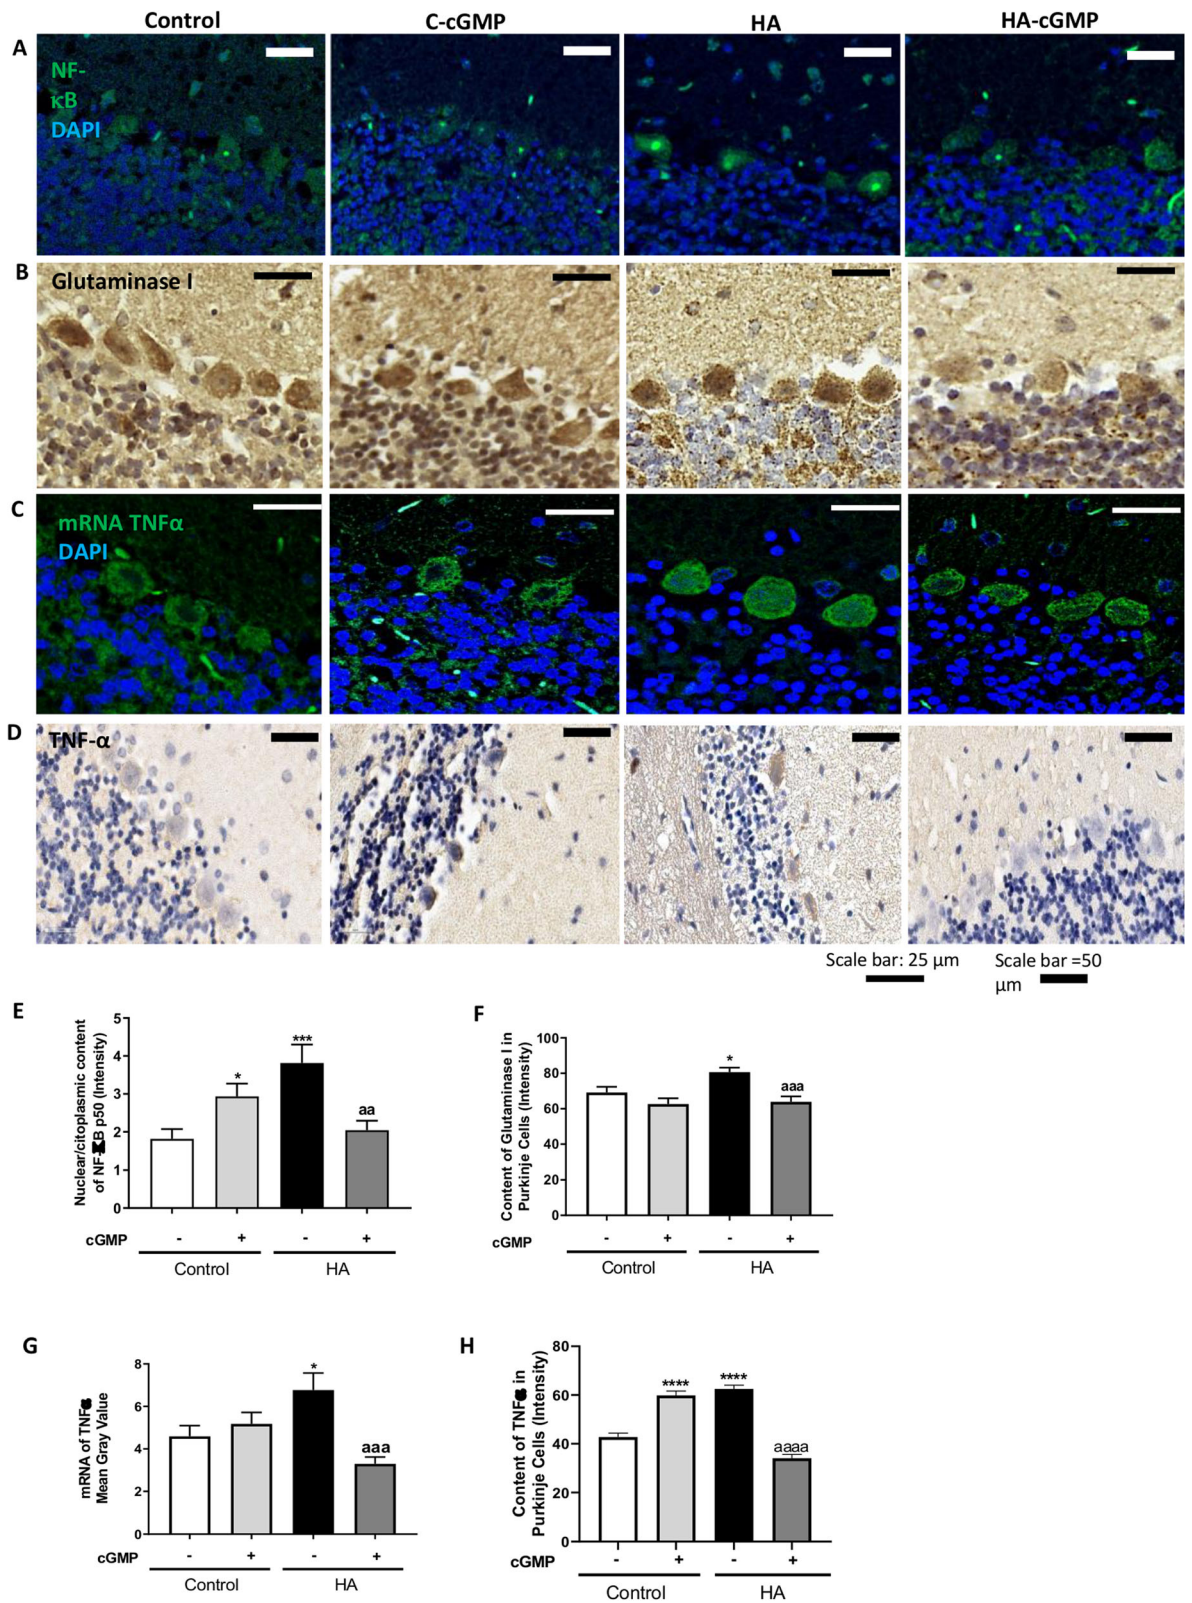 Control C-cGMP HA HA-cGMP
A
NF-
κB
DAPI
B
Glutaminase I
C
mRNA TNFα
DAPI
D
TNF-α
Scale bar: 25 μm
Scale bar =50
μm
E
Nuclear/citoplasmic content
of NF- B p50 (Intensity)
5
4
3
2
1
0
*
***
aa
cGMP - + - +
Control HA
F
Content of Glutaminase I in
Purkinje Cells (Intensity)
100
80
60
40
20
0
*
aaa
cGMP - + - +
Control HA
G
mRNA of TNF
Mean Gray Value
8
6
4
2
0
*
aaa
cGMP - + - +
Control HA
H
Content of TNF in
Purkinje Cells (Intensity)
80
60
40
20
0
****
****
aaaa
cGMP - + - +
Control HA